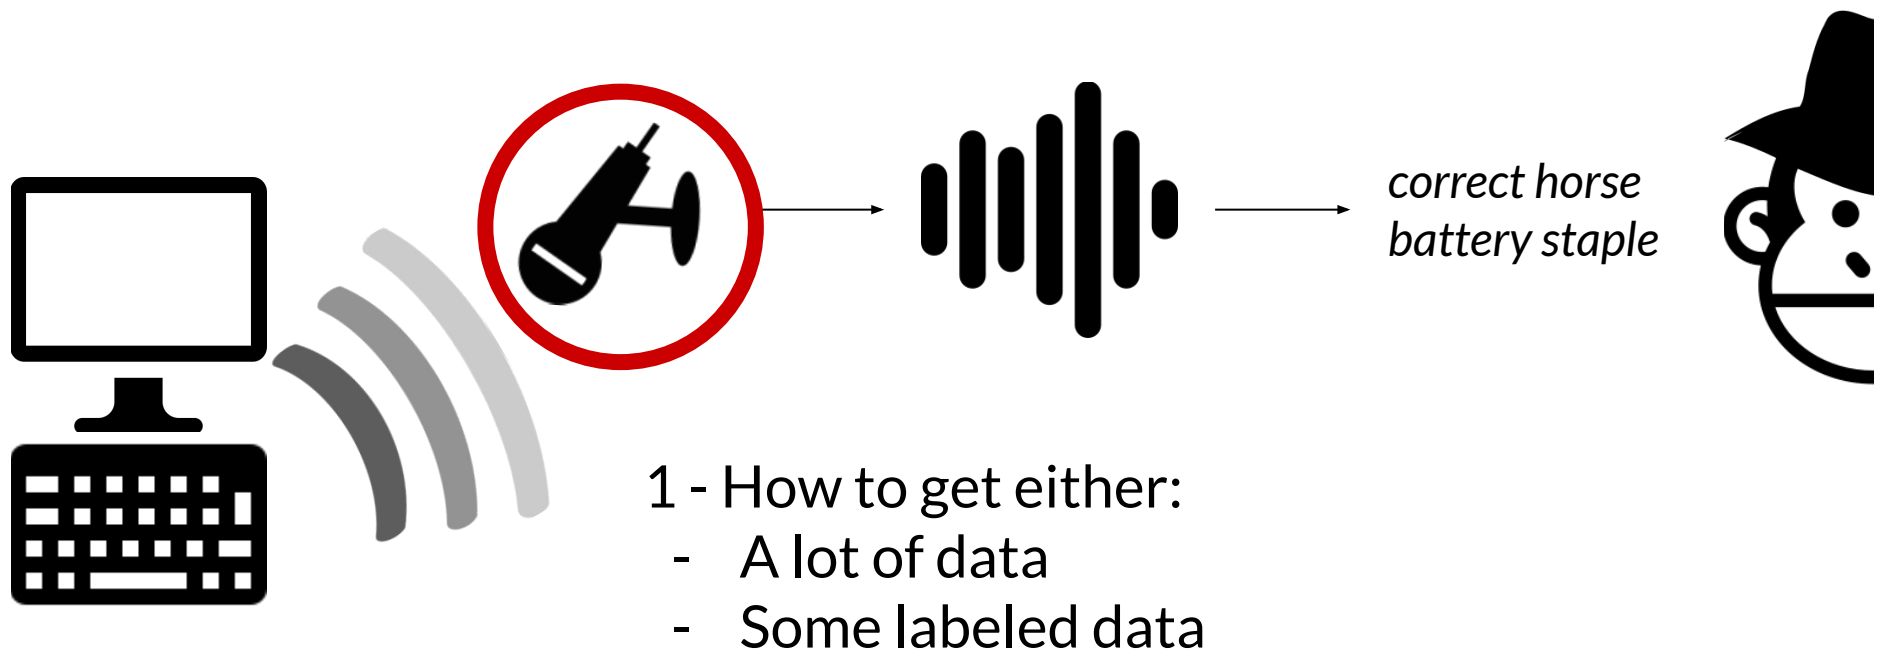 correct horse
battery staple
1 - How to get either:
- A lot of data
- Some labeled data